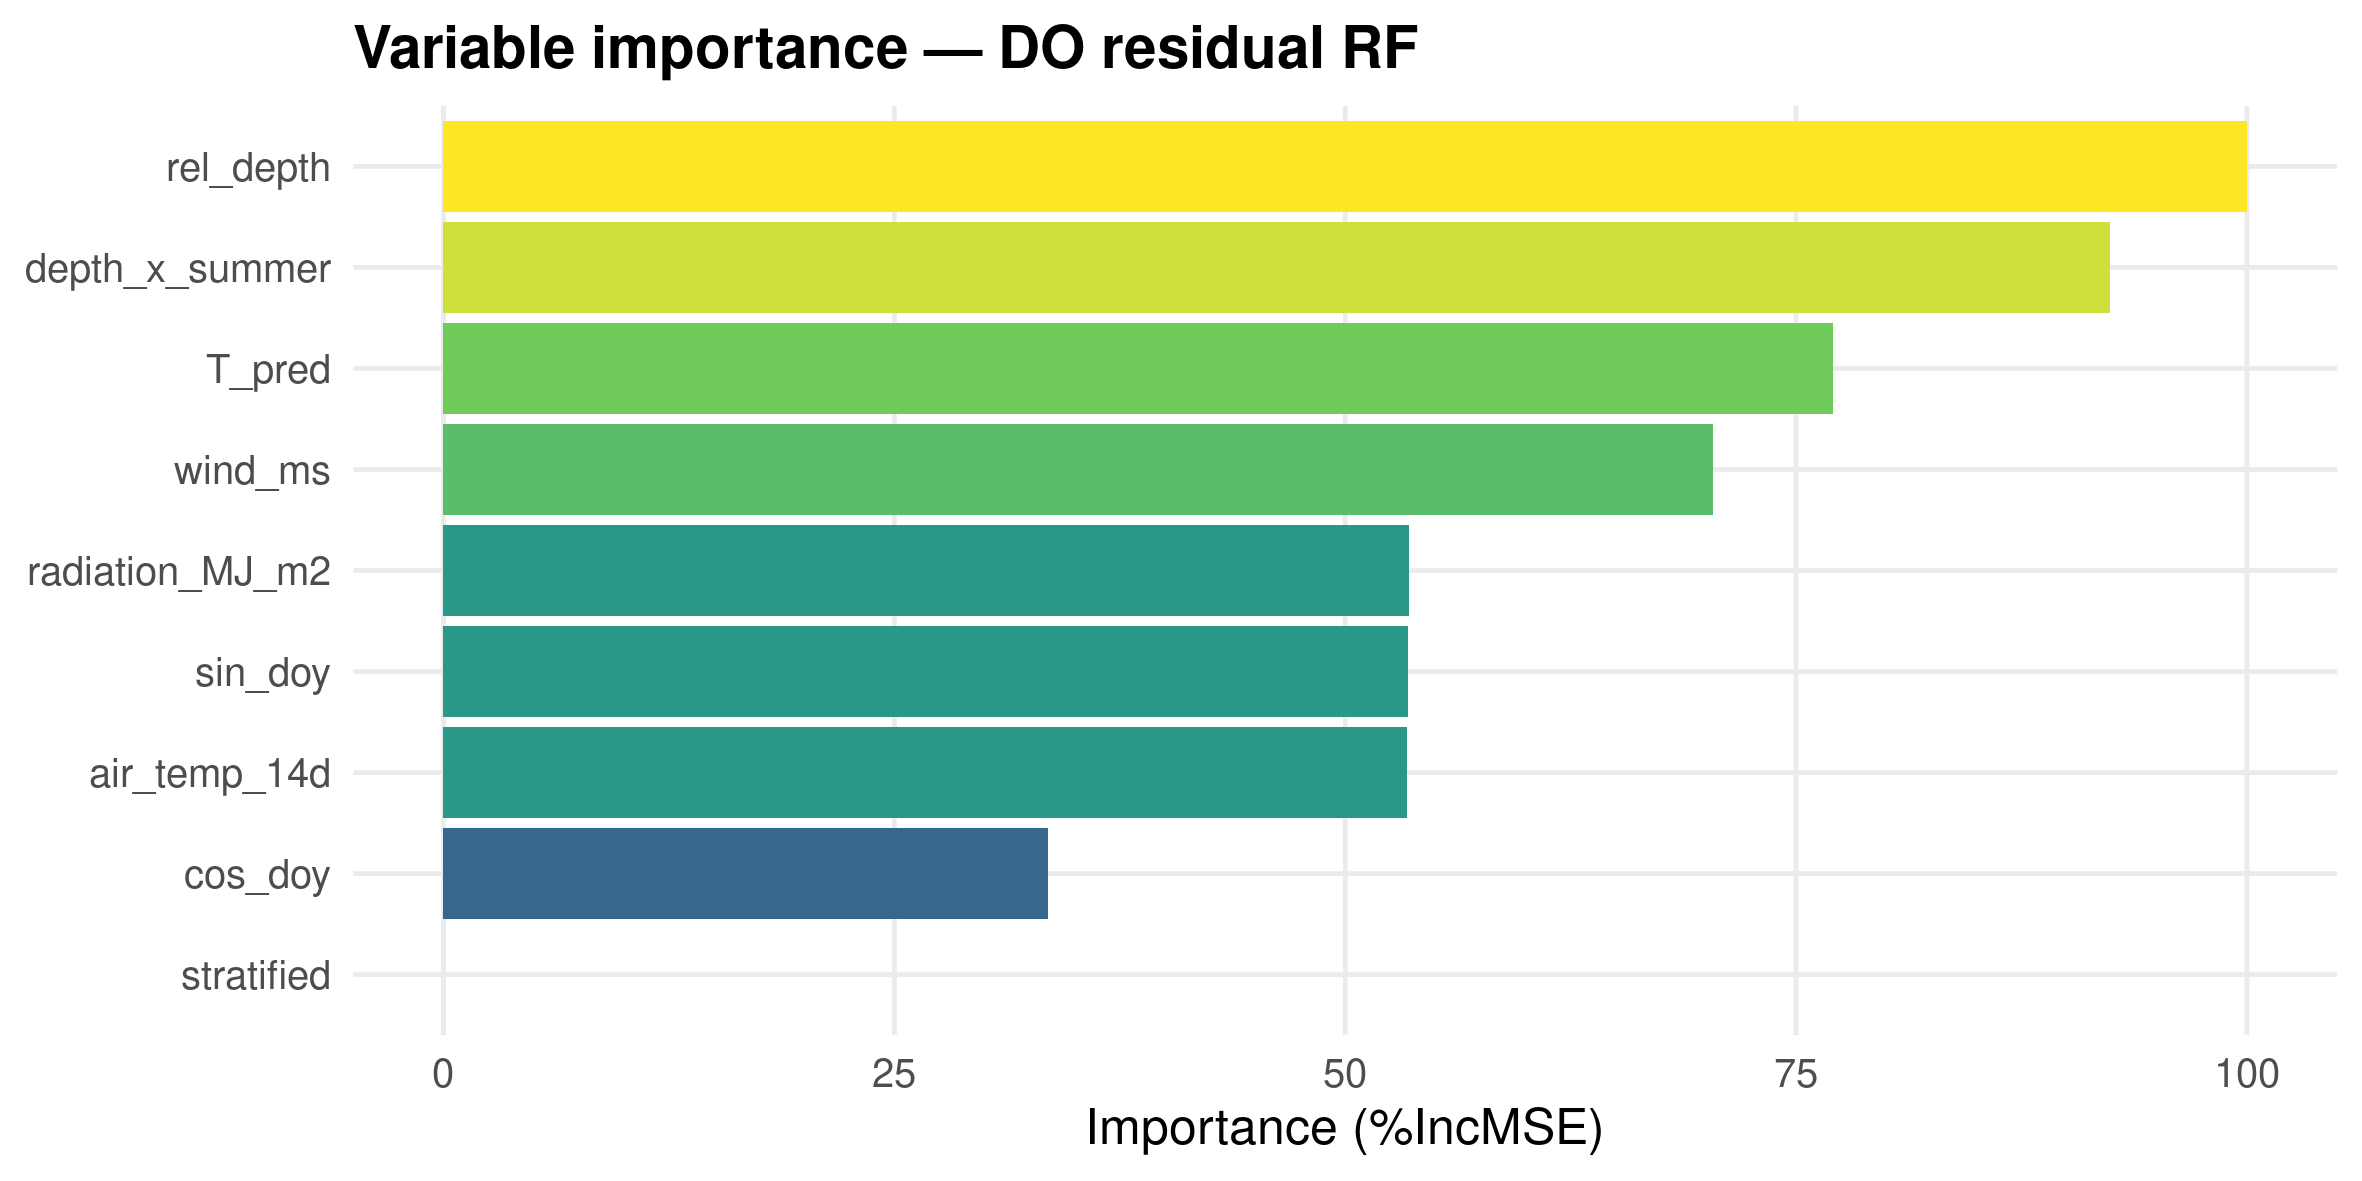 Variable importance — DO residual RF
rel_depth
depth_x_summer
T_pred
wind_ms
radiation_MJ_m2
sin_doy
air_temp_14d
cos_doy
stratified
0 25 50 75 100
Importance (%IncMSE)